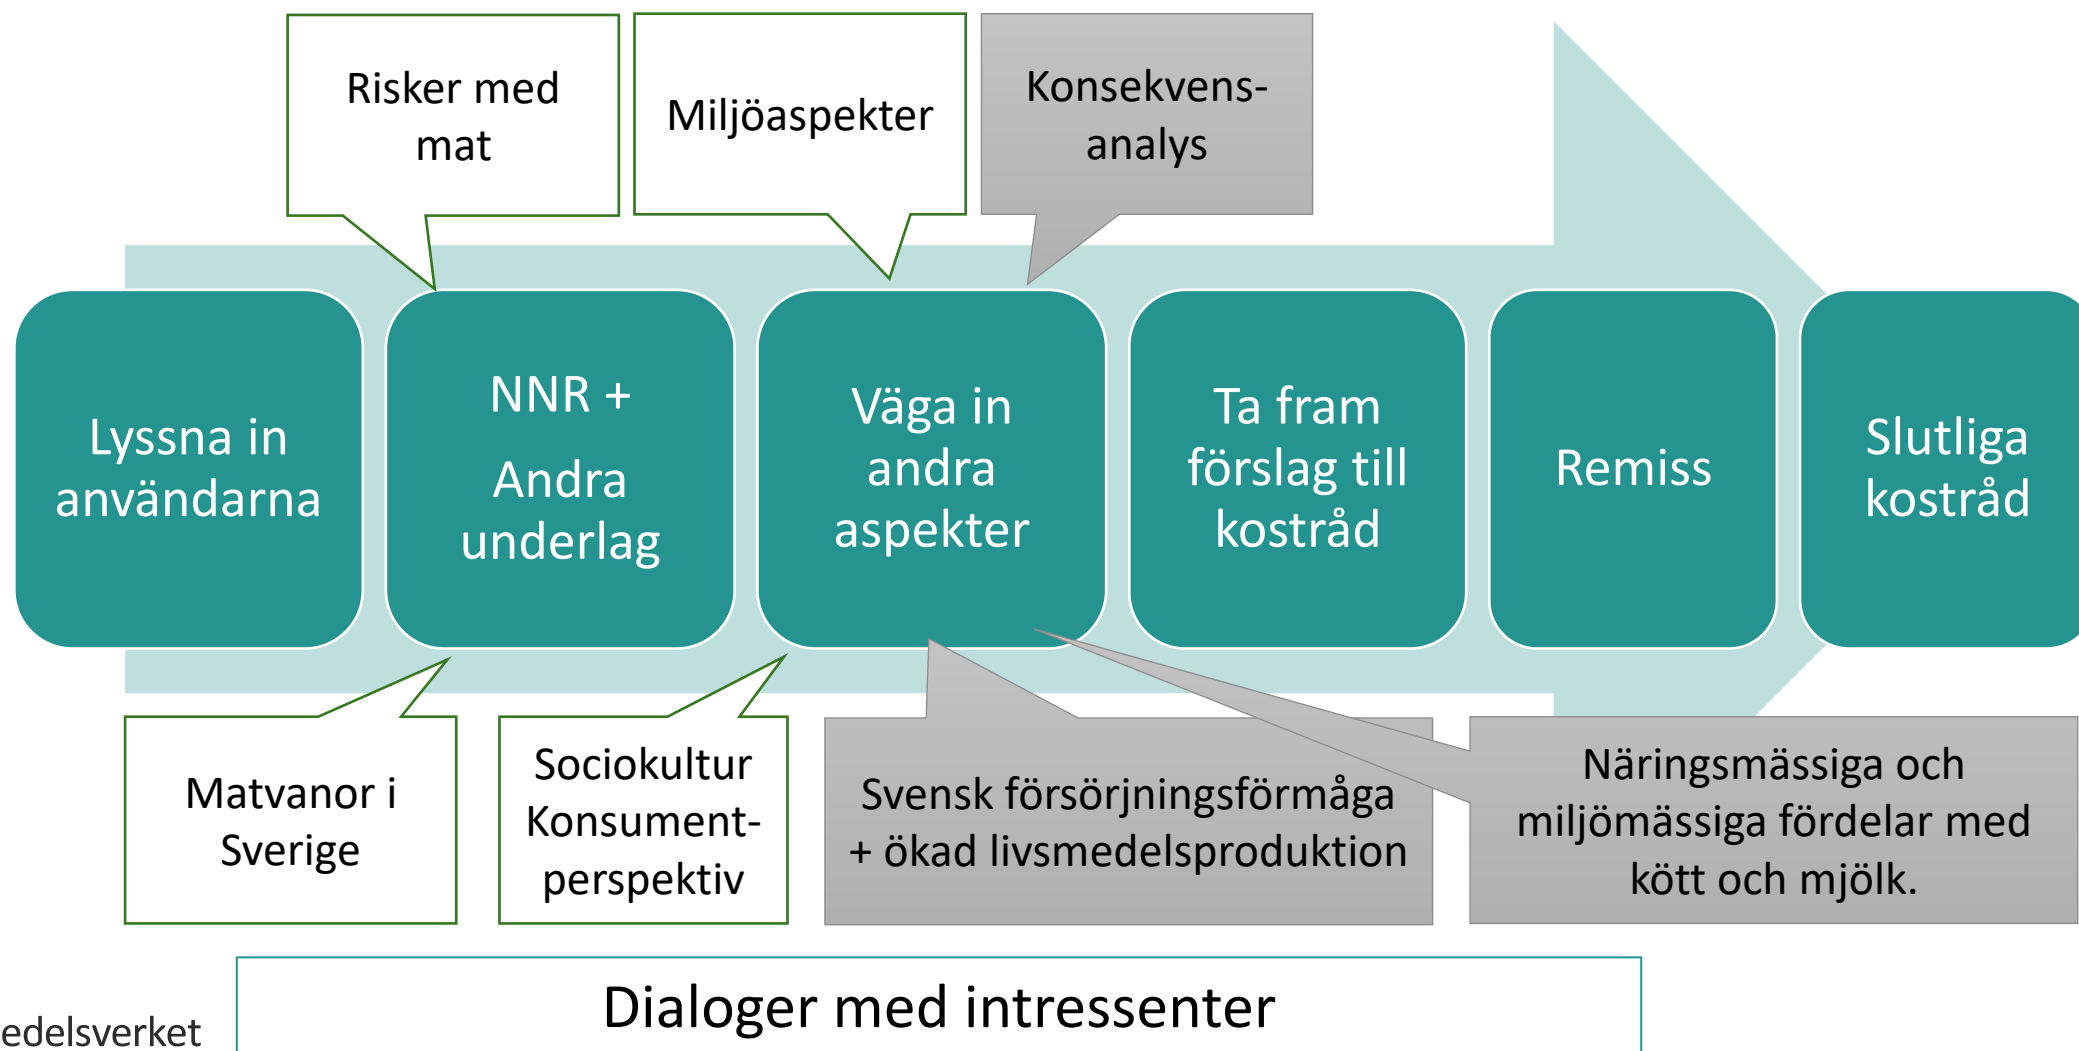 Risker med
mat
Miljöaspekter
Konsekvens-
analys
Lyssna in
användarna
NNR +
Andra
underlag
Väga in
andra
aspekter
Ta fram
förslag till
kostråd
Remiss
Slutliga
kostråd
Matvanor i
Sverige
Sociokultur
Konsument-
perspektiv
Svensk försörjningsförmåga
+ ökad livsmedelsproduktion
Näringsmässiga och
miljömässiga fördelar med
kött och mjölk.
Dialoger med intressenter
edelsverket